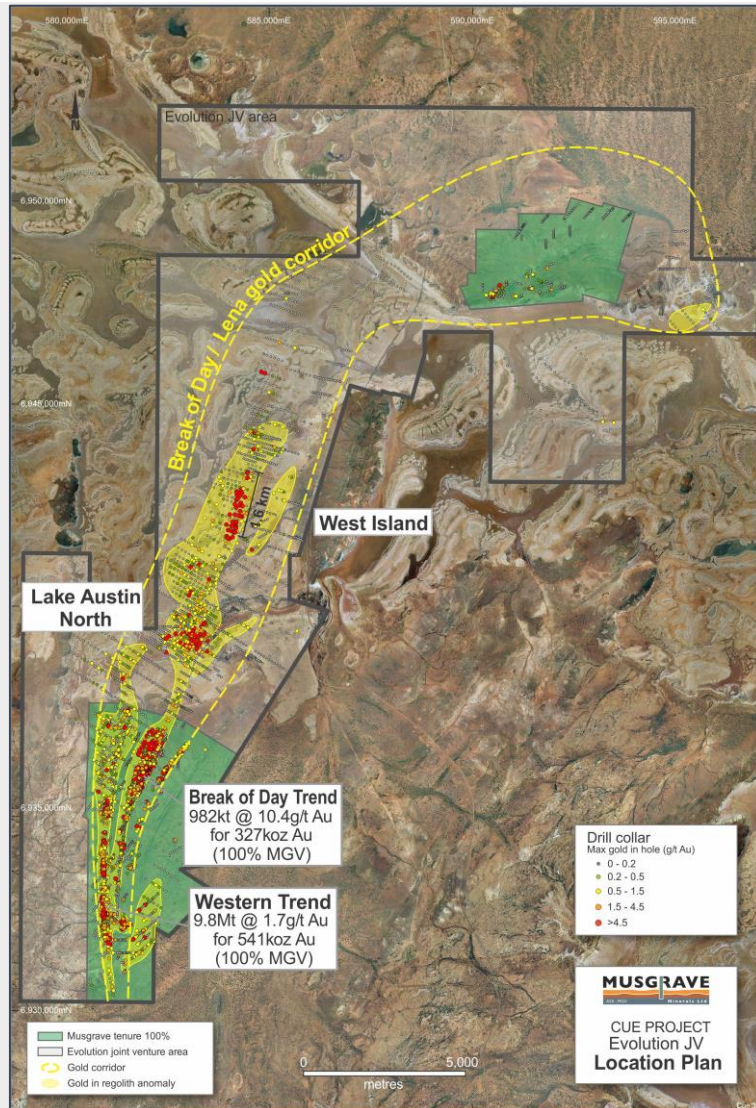 580,000mE
585,000mE
590,000mE
595,000mE
N
Evolution JV area
6,950,000mN
Break of Day / Lena gold corridor
6,948,000mN
1.6 km
West Island
Lake Austin
North
6,935,000mN
Break of Day Trend
982kt @ 10.4g/t Au
for 327koz Au
(100% MGV)
Western Trend
9.8Mt @ 1.7g/t Au
for 541koz Au
(100% MGV)
6,930,000mN
Drill collar
Max gold in hole (g/t Au)
0 - 0.2
0.2 - 0.5
0.5 - 1.5
1.5 - 4.5
>4.5
MUSGRAVE
ASX: MGV
Minerals Ltd
CUE PROJECT
Evolution JV
Location Plan
Musgrave tenure 100%
Evolution joint venture area
Gold corridor
Gold in regolith anomaly
0
5,000
metres